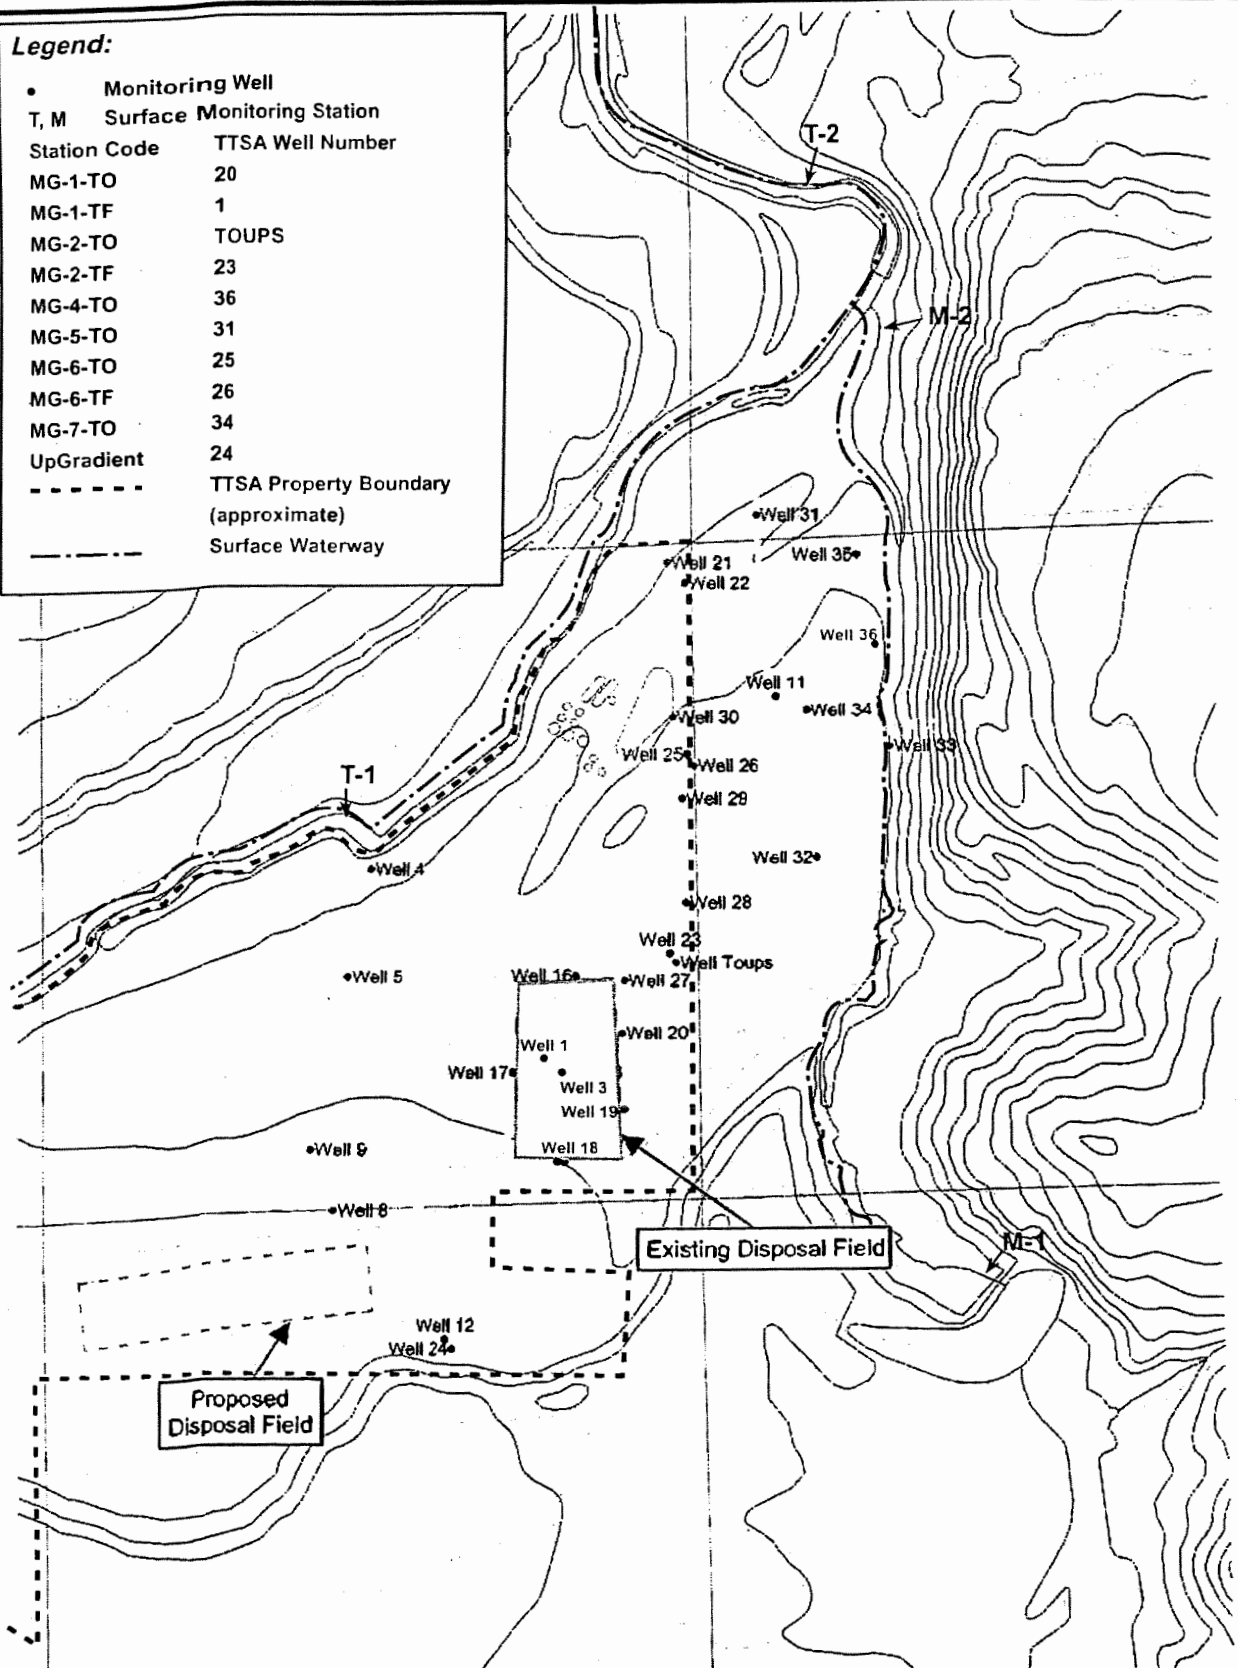 Legend:
Monitoring Well
T, M Surface Monitoring Station
Station Code TTSA Well Number
MG-1-TO 20
MG-1-TF 1
MG-2-TO TOUPS
MG-2-TF 23
MG-4-TO 36
MG-5-TO 31
MG-6-TO 25
MG-6-TF 26
MG-7-TO 34
UpGradient 24
TTSA Property Boundary
(approximate)
Surface Waterway
T-2
M-2
Well 31
Well 35
Well 21
Well 22
Well 36
Well 11
Well 34
Well 30
Well 33
Well 25
Well 26
T-1
Well 29
Well 32
Well 4
Well 28
Well 23
Well Toups
Well 5
Well 16
Well 27
Well 20
Well 1
Well 17
Well 3
Well 19
Well 9
Well 18
Well 8
Existing Disposal Field
M-1
Well 12
Well 24
Proposed
Disposal Field